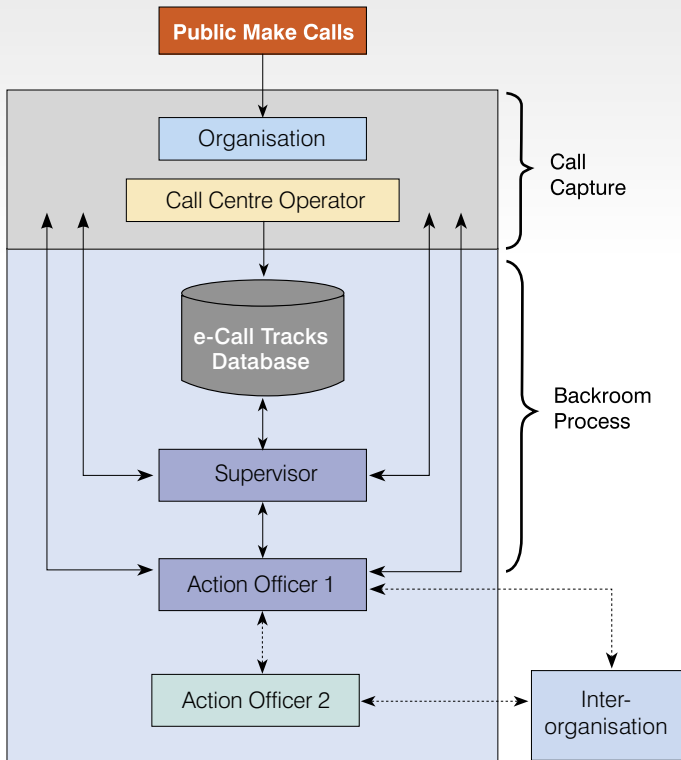 Public Make Calls
Organisation
Call Centre Operator
Call
Capture
e-Call Tracks
Database
Backroom
Process
Supervisor
Action Officer 1
Action Officer 2
Inter-
organisation